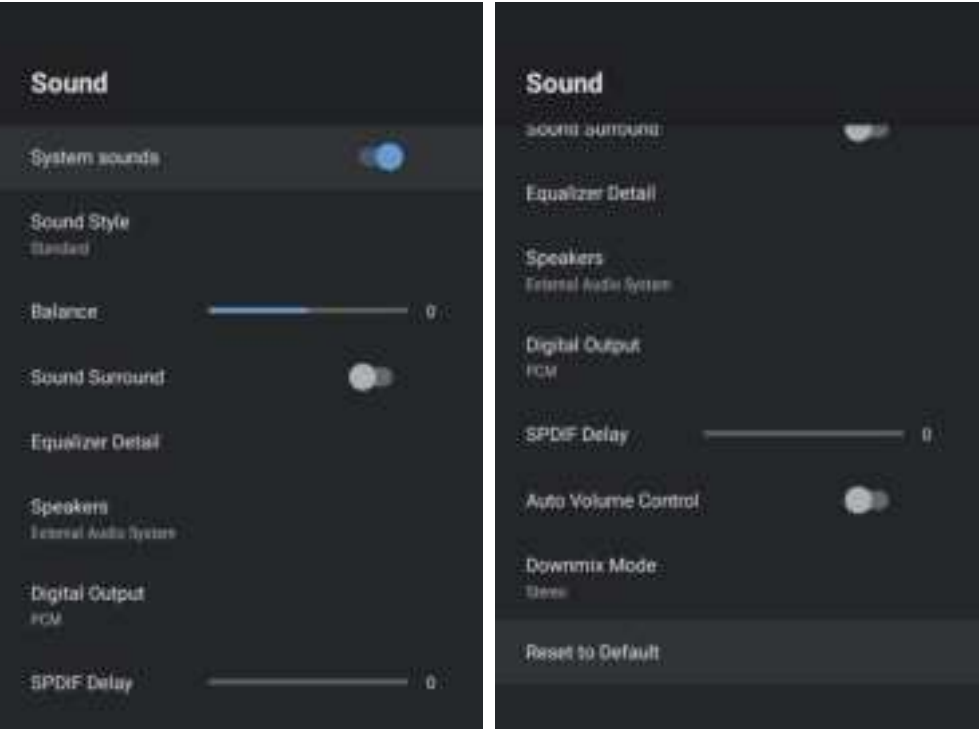 Sound
System sounds
Sound Style
Standard
Balance 0
Sound Surround
Equalizer Detail
Speakers
External Audio System
Digital Output
PCM
SPDIF Delay 0
Sound
Sound Surround
Equalizer Detail
Speakers
External Audio System
Digital Output
PCM
SPDIF Delay 0
Auto Volume Control
Downmix Mode
Stereo
Reset to Default